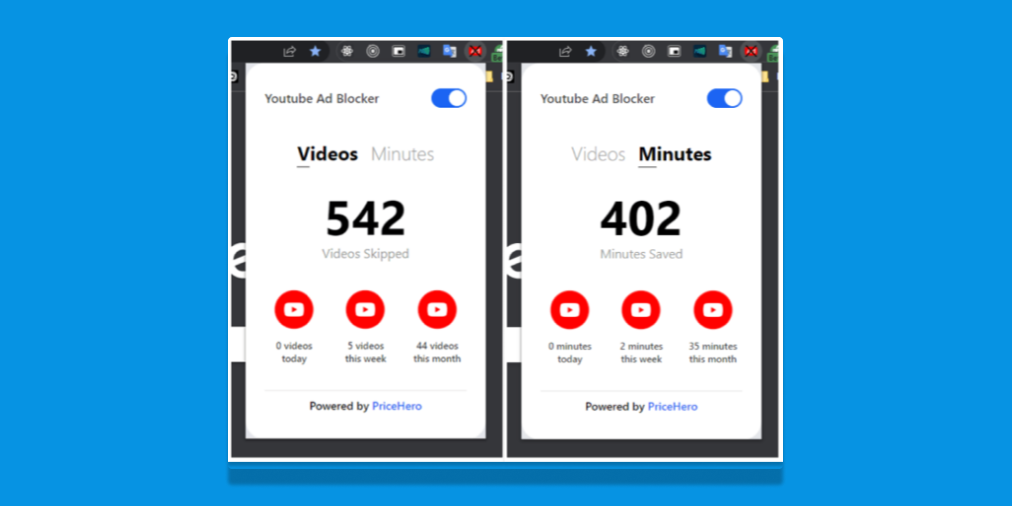 Youtube Ad Blocker
Videos Minutes
542
Videos Skipped
0 videos
today
5 videos
this week
44 videos
this month
Powered by PriceHero
Youtube Ad Blocker
Videos Minutes
402
Minutes Saved
0 minutes
today
2 minutes
this week
35 minutes
this month
Powered by PriceHero